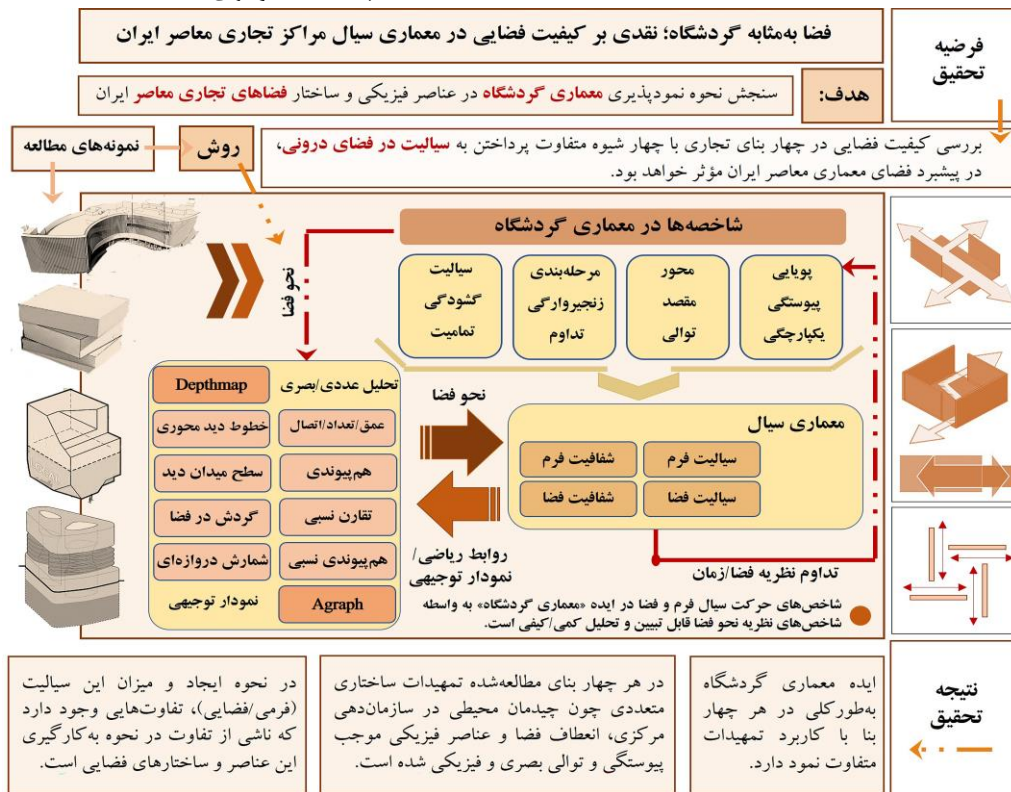 فرضیه
تحقیق
فضا به‌مثابه گردشگاه؛ نقدی بر کیفیت فضایی در معماری سیال مراکز تجاری معاصر ایران
هدف:
سنجش نحوه نمودپذیری معماری گردشگاه در عناصر فیزیکی و ساختار فضاهای تجاری معاصر ایران
بررسی کیفیت فضایی در چهار بنای تجاری با چهار شیوه متفاوت پرداختن به سیالیت در فضای درونی،
در پیشبرد فضای معماری معاصر ایران مؤثر خواهد بود.
روش
نمونه‌های مطالعه
شاخصه‌ها در معماری گردشگاه
پویایی
پیوستگی
یکپارچگی
محور
مقصد
توالی
مرحله‌بندی
زنجیروارگی
تداوم
سیالیت
گشودگی
تمامیت
نحو فضا
معماری سیال
سیالیت فرم
شفافیت فرم
سیالیت فضا
شفافیت فضا
نحو فضا
روابط ریاضی/
نمودار توجیهی
تحلیل عددی/بصری
Depthmap
عمق/تعداد/اتصال
خطوط دید محوری
هم‌پیوندی
سطح میدان دید
تقارن نسبی
گردش در فضا
هم‌پیوندی نسبی
شمارش دروازه‌ای
Agraph
نمودار توجیهی
تداوم نظریه فضا/زمان
شاخص‌های حرکت سیال فرم و فضا در ایده «معماری گردشگاه» به واسطه
شاخص‌های نظریه نحو فضا قابل تبیین و تحلیل کمی/کیفی است.
نتیجه
تحقیق
ایده معماری گردشگاه
به‌طورکلی در هر چهار
بنا با کاربرد تمهیدات
متفاوت نمود دارد.
در هر چهار بنای مطالعه‌شده تمهیدات ساختاری
متعددی چون چیدمان محیطی در سازمان‌دهی
مرکزی، انعطاف فضا و عناصر فیزیکی موجب
پیوستگی و توالی بصری و فیزیکی شده است.
در نحوه ایجاد و میزان این سیالیت
(فرمی/فضایی)، تفاوت‌هایی وجود دارد
که ناشی از تفاوت در نحوه به‌کارگیری
این عناصر و ساختارهای فضایی است.